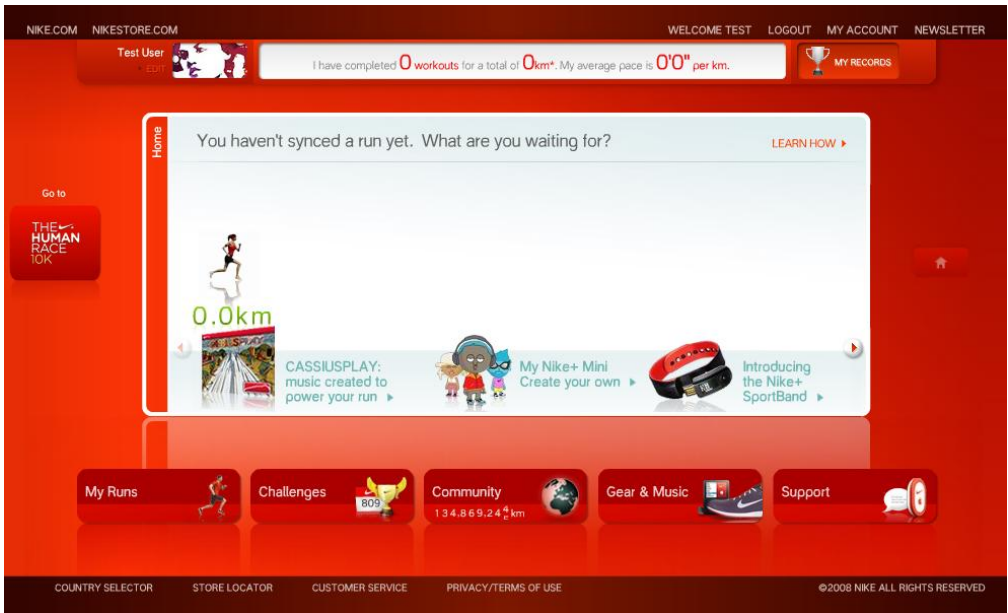 NIKE.COM NIKESTORE.COM WELCOME TEST LOGOUT MY ACCOUNT NEWSLETTER
Test User
EDIT
I have completed 0 workouts for a total of 0km*. My average pace is 0'0" per km.
MY RECORDS
Home
You haven't synced a run yet. What are you waiting for?
LEARN HOW
Go to
THE
HUMAN
RACE
10K
0.0km
CASSIUSPLAY
CASSIUSPLAY:
music created to
power your run
My Nike+ Mini
Create your own
Introducing
the Nike+
SportBand
My Runs
Challenges
809
Community
134,869,24 km
Gear & Music
Support
COUNTRY SELECTOR STORE LOCATOR CUSTOMER SERVICE PRIVACY/TERMS OF USE ©2008 NIKE ALL RIGHTS RESERVED